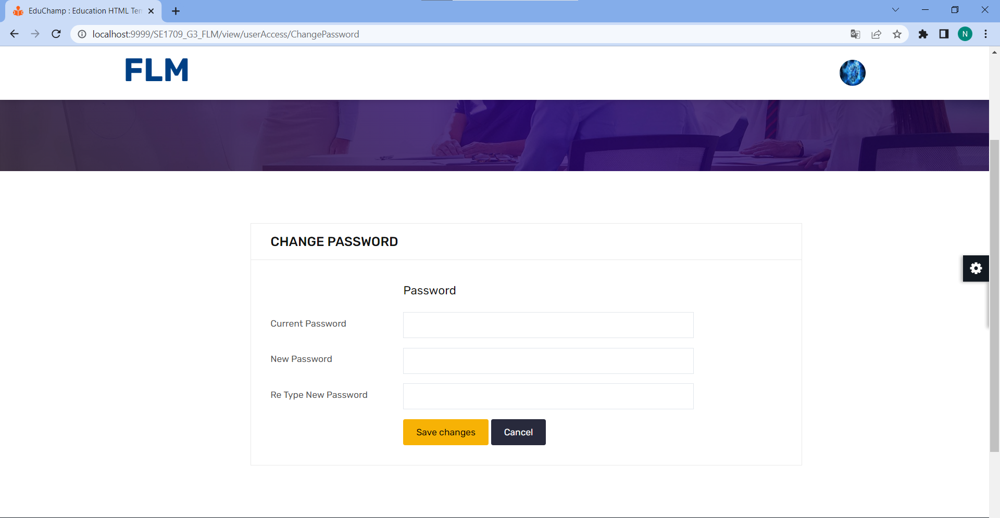 EduChamp : Education HTML Tem
localhost:9999/SE1709_G3_FLM/view/userAccess/ChangePassword
N
FLM
CHANGE PASSWORD
Password
Current Password
New Password
Re Type New Password
Save changes Cancel